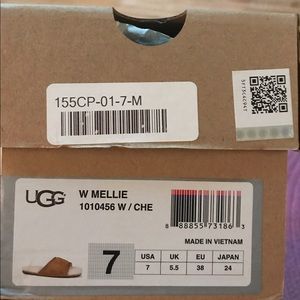 155CP-01-7-M
UGG
W MELLIE
1010456 W / CHE
8 88855 73186 3
MADE IN VIETNAM
7
USA UK EU JAPAN
7 5.5 38 24